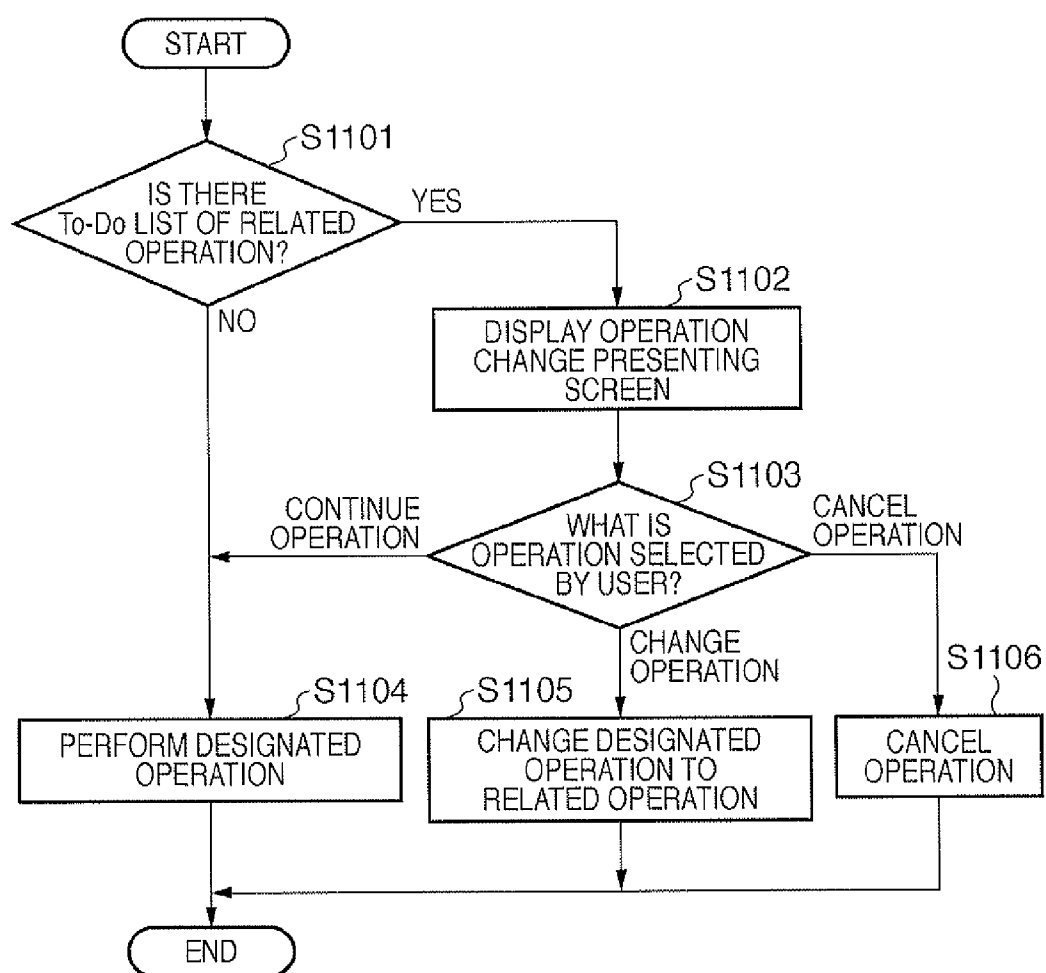 START
S1101
IS THERE
To-Do LIST OF RELATED
OPERATION?
YES
NO
S1102
DISPLAY OPERATION
CHANGE PRESENTING
SCREEN
S1103
WHAT IS
OPERATION SELECTED
BY USER?
CONTINUE
OPERATION
CANCEL
OPERATION
CHANGE
OPERATION
S1104
PERFORM DESIGNATED
OPERATION
S1105
CHANGE DESIGNATED
OPERATION TO
RELATED OPERATION
S1106
CANCEL
OPERATION
END